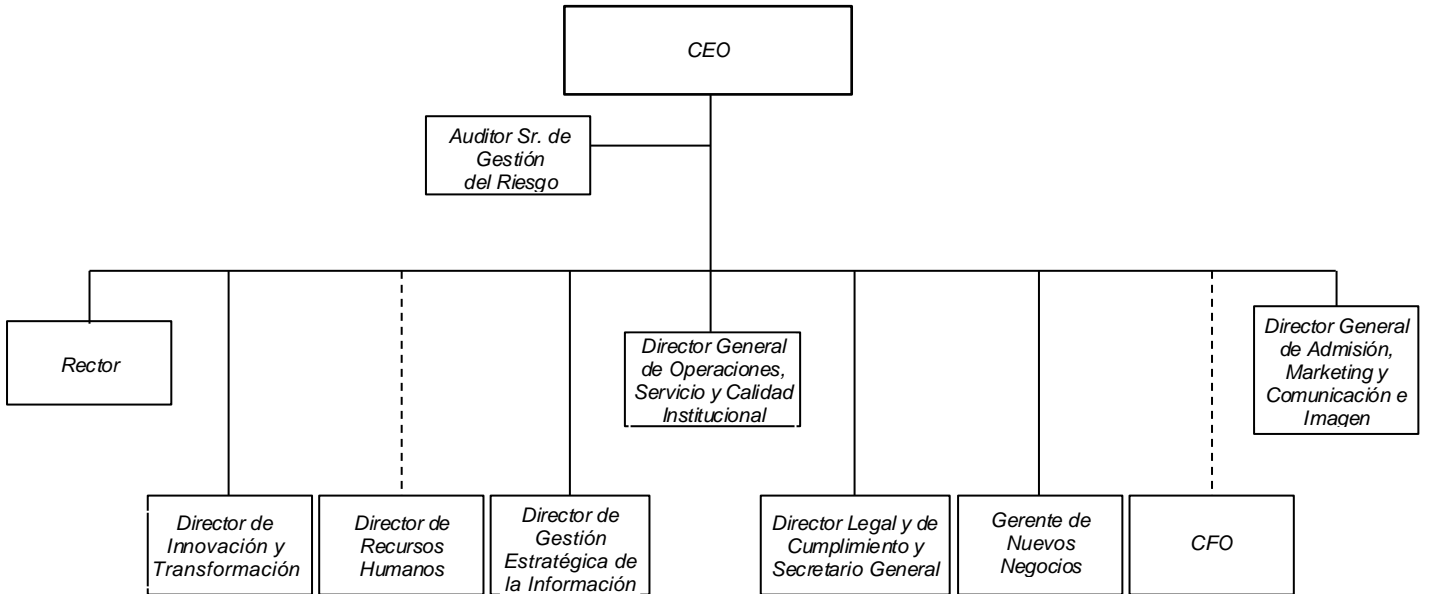 CEO
Auditor Sr. de
Gestión
del Riesgo
Rector
Director General
de Operaciones,
Servicio y Calidad
Institucional
Director General
de Admisión,
Marketing y
Comunicación e
Imagen
Director de
Innovación y
Transformación
Director de
Recursos
Humanos
Director de
Gestión
Estratégica de
la Información
Director Legal y de
Cumplimiento y
Secretario General
Gerente de
Nuevos
Negocios
CFO